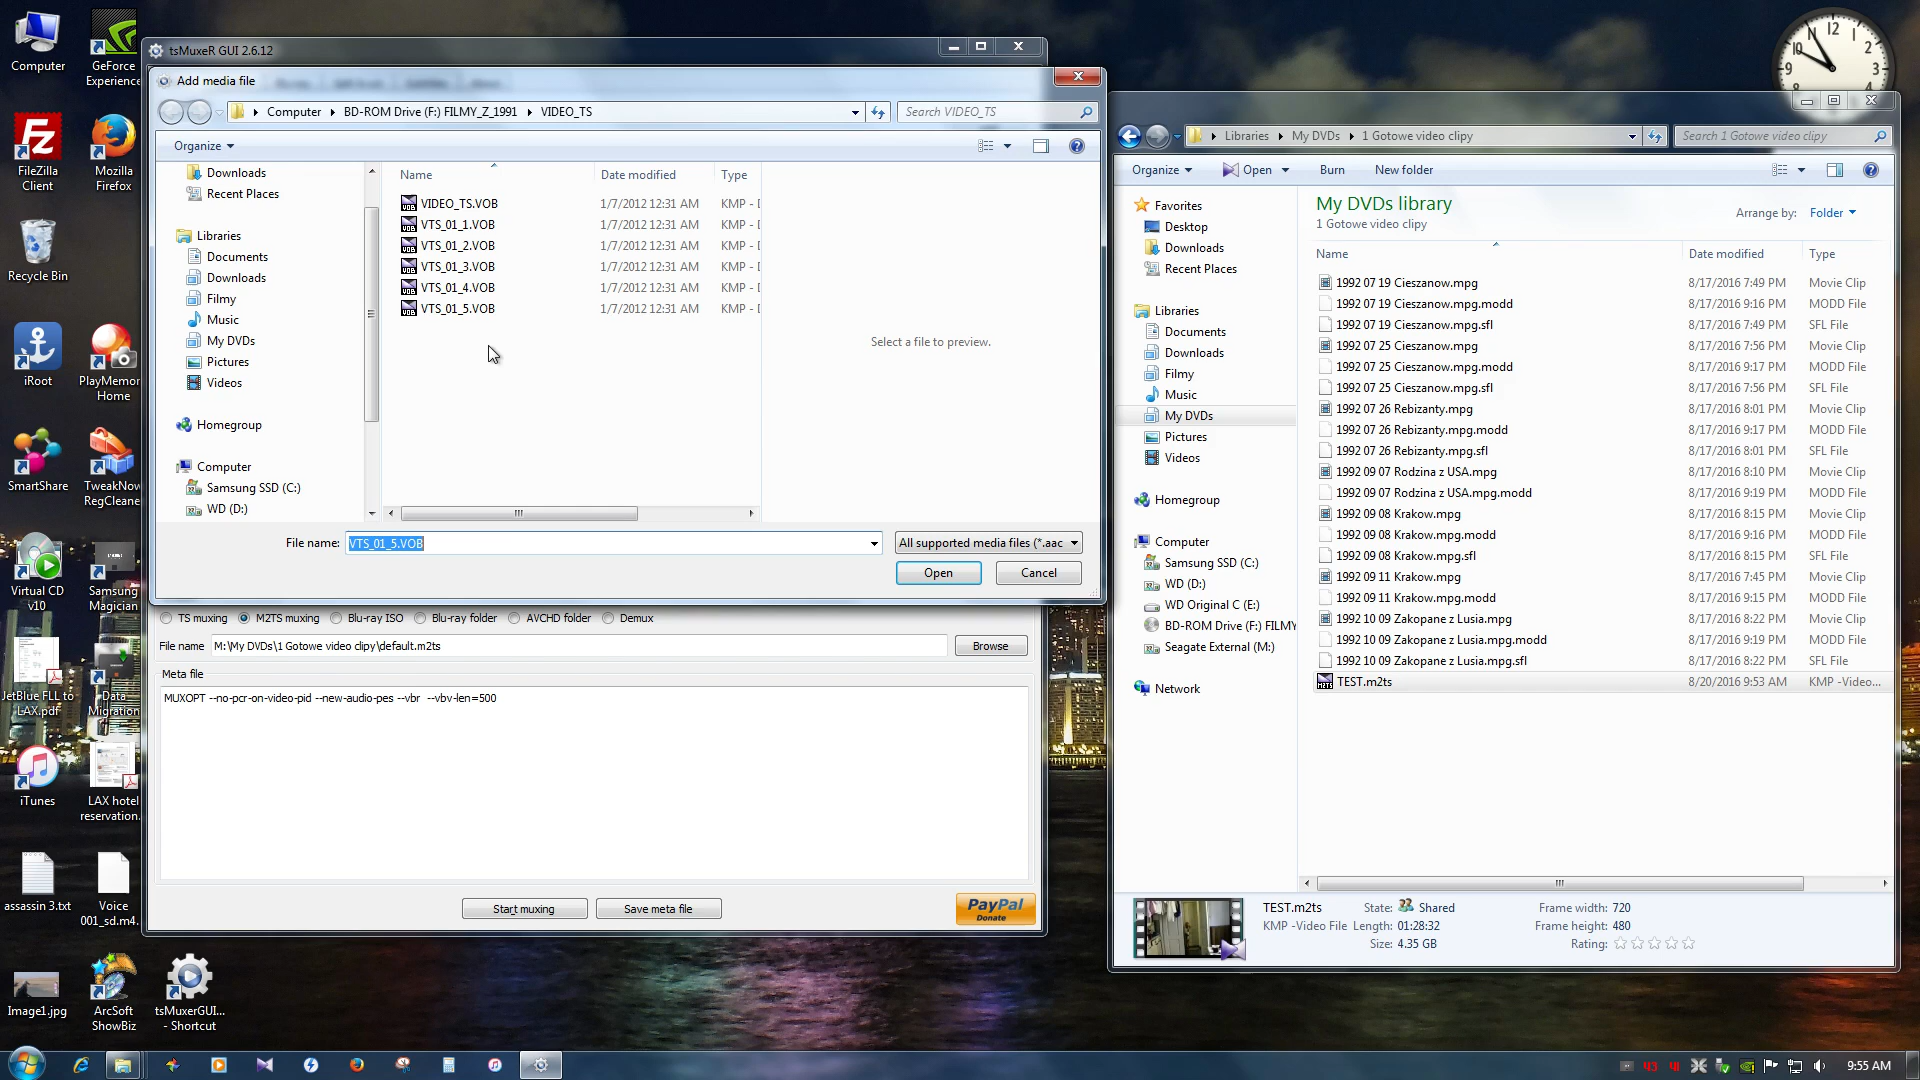 Computer
GeForce Experience
FileZilla Client
Mozilla Firefox
Recycle Bin
iRoot
PlayMemor Home
SmartShare
TweakNow RegCleane
Virtual CD v10
Samsung Magician
JetBlue FLL to LAX.pdf
Data Migration
iTunes
LAX hotel reservation.
assassin 3.txt
Voice 001_sd.m4.
Image1.jpg
ArcSoft ShowBiz
tsMuxerGUI... - Shortcut
tsMuxeR GUI 2.6.12
Add media file
Computer
BD-ROM Drive (F:) FILMY_Z_1991
VIDEO_TS
Search VIDEO_TS
Organize
Downloads
Recent Places
Libraries
Documents
Downloads
Filmy
Music
My DVDs
Pictures
Videos
Homegroup
Computer
Samsung SSD (C:)
WD (D:)
Name Date modified Type
VIDEO_TS.VOB 1/7/2012 12:31 AM KMP - D
VTS_01_1.VOB 1/7/2012 12:31 AM KMP - D
VTS_01_2.VOB 1/7/2012 12:31 AM KMP - D
VTS_01_3.VOB 1/7/2012 12:31 AM KMP - D
VTS_01_4.VOB 1/7/2012 12:31 AM KMP - D
VTS_01_5.VOB 1/7/2012 12:31 AM KMP - D
Select a file to preview.
File name: VTS_01_5.VOB
All supported media files (*.aac
Open
Cancel
TS muxing M2TS muxing Blu-ray ISO Blu-ray folder AVCHD folder Demux
File name M:\My DVDs\1 Gotowe video clipy\default.m2ts Browse
Meta file
MUXOPT --no-pcr-on-video-pid --new-audio-pes --vbr --vbv-len=500
Start muxing
Save meta file
PayPal
Donate
12
1
2
3
9
10
Libraries
My DVDs
1 Gotowe video clipy
Search 1 Gotowe video clipy
Organize Open Burn New folder
Favorites
Desktop
Downloads
Recent Places
Libraries
Documents
Downloads
Filmy
Music
My DVDs
Pictures
Videos
Homegroup
Computer
Samsung SSD (C:)
WD (D:)
WD Original C (E:)
BD-ROM Drive (F:) FILMY
Seagate External (M:)
Network
My DVDs library
1 Gotowe video clipy
Arrange by: Folder
Name Date modified Type
1992 07 19 Cieszanow.mpg 8/17/2016 7:49 PM Movie Clip
1992 07 19 Cieszanow.mpg.modd 8/17/2016 9:15 PM MODD File
1992 07 19 Cieszanow.mpg.sfl 8/17/2016 7:49 PM SFL File
1992 07 25 Cieszanow.mpg 8/17/2016 7:56 PM Movie Clip
1992 07 25 Cieszanow.mpg.modd 8/17/2016 9:17 PM MODD File
1992 07 25 Cieszanow.mpg.sfl 8/17/2016 7:56 PM SFL File
1992 07 26 Rebizanty.mpg 8/17/2016 8:01 PM Movie Clip
1992 07 26 Rebizanty.mpg.modd 8/17/2016 9:17 PM MODD File
1992 07 26 Rebizanty.mpg.sfl 8/17/2016 8:01 PM SFL File
1992 09 07 Rodzina z USA.mpg 8/17/2016 8:10 PM Movie Clip
1992 09 07 Rodzina z USA.mpg.modd 8/17/2016 9:19 PM MODD File
1992 09 08 Krakow.mpg 8/17/2016 8:15 PM Movie Clip
1992 09 08 Krakow.mpg.modd 8/17/2016 9:16 PM MODD File
1992 09 08 Krakow.mpg.sfl 8/17/2016 8:15 PM SFL File
1992 09 11 Krakow.mpg 8/17/2016 7:45 PM Movie Clip
1992 09 11 Krakow.mpg.modd 8/17/2016 9:15 PM MODD File
1992 10 09 Zakopane z Lusia.mpg 8/17/2016 8:22 PM Movie Clip
1992 10 09 Zakopane z Lusia.mpg.modd 8/17/2016 9:19 PM MODD File
1992 10 09 Zakopane z Lusia.mpg.sfl 8/17/2016 8:22 PM SFL File
TEST.m2ts 8/20/2016 9:53 AM KMP -Video...
TEST.m2ts State: Shared Frame width: 720
KMP -Video File Length: 01:28:32 Frame height: 480
Size: 4.35 GB Rating:
9:55 AM